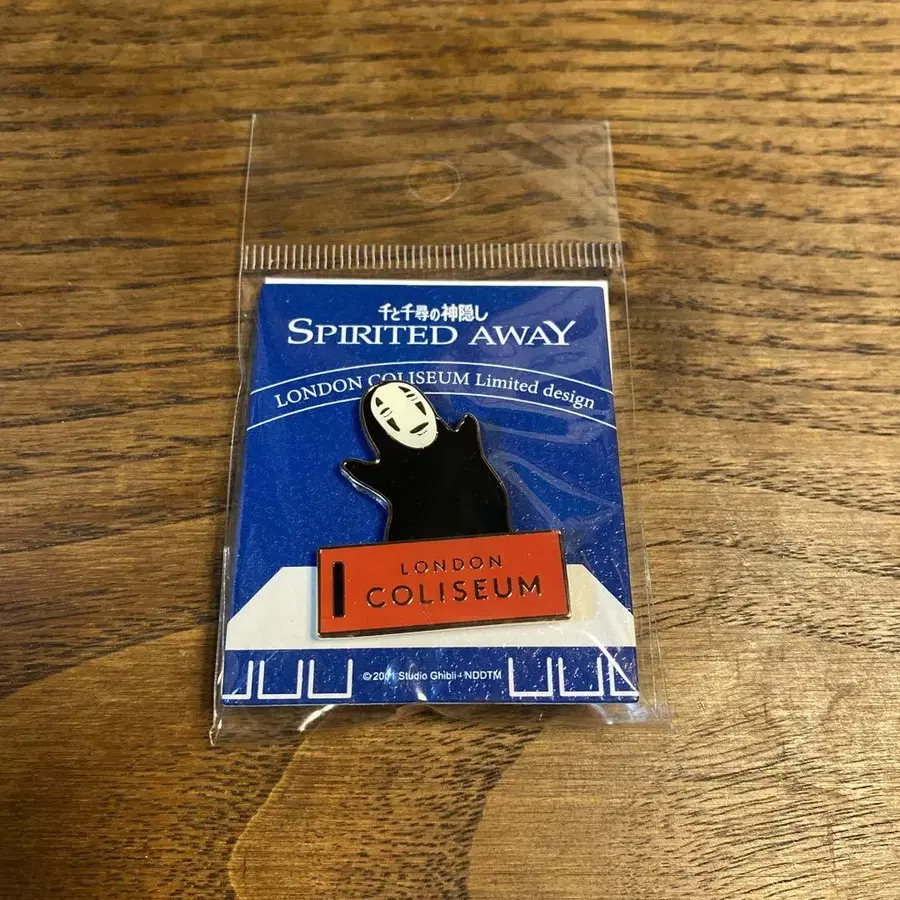 千と千尋の神隠し
SPIRITED AWAY
LONDON COLISEUM Limited design
LONDON
COLISEUM
© 2001 Studio Ghibli・NDDTM